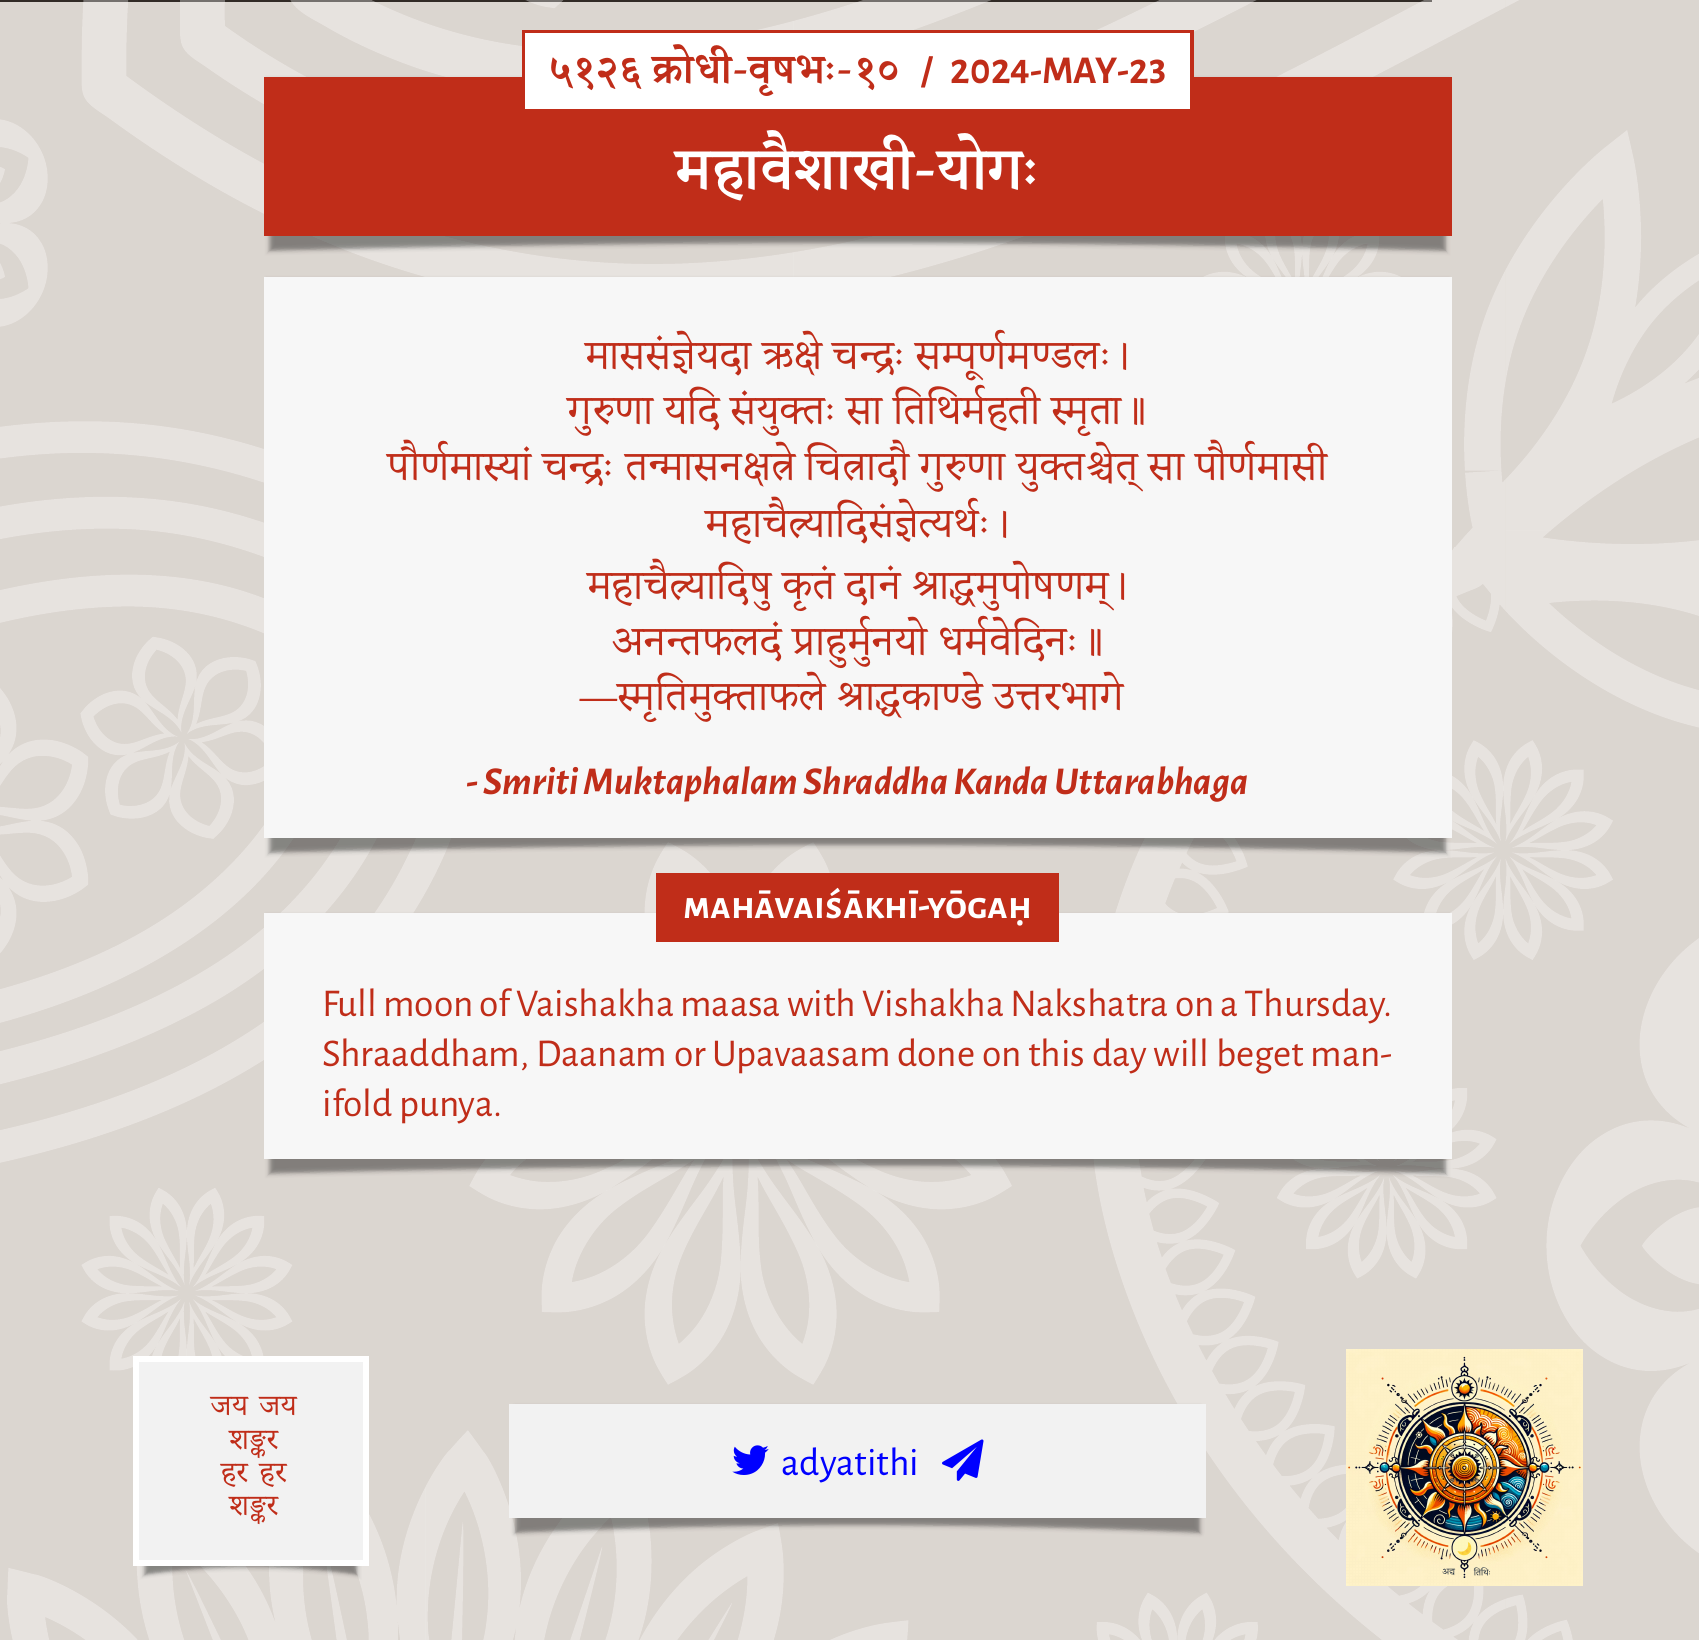 ५१२६ क्रोधी-वृषभः-१० / 2024-MAY-23
महावैशाखी-योगः
माससंज्ञेयदा ऋक्षे चन्द्रः सम्पूर्णमण्डलः।
गुरुणा यदि संयुक्तः सा तिथिर्महती स्मृता॥
पौर्णमास्यां चन्द्रः तन्मासनक्षत्रे चित्रादौ गुरुणा युक्तश्चेत् सा पौर्णमासी
महाचैत्र्यादिसंज्ञेत्यर्थः।
महाचैत्र्यादिषु कृतं दानं श्राद्धमुपोषणम्।
अनन्तफलदं प्राहुर्मुनयो धर्मवेदिनः॥
—स्मृतिमुक्ताफले श्राद्धकाण्डे उत्तरभागे
- Smriti Muktaphalam Shraddha Kanda Uttarabhaga
MAHĀVAIŚĀKHĪ-YŌGAḤ
Full moon of Vaishakha maasa with Vishakha Nakshatra on a Thursday.
Shraaddham, Daanam or Upavaasam done on this day will beget man-
ifold punya.
जय जय
शङ्कर
हर हर
शङ्कर
adyatithi
अद्य तिथिः